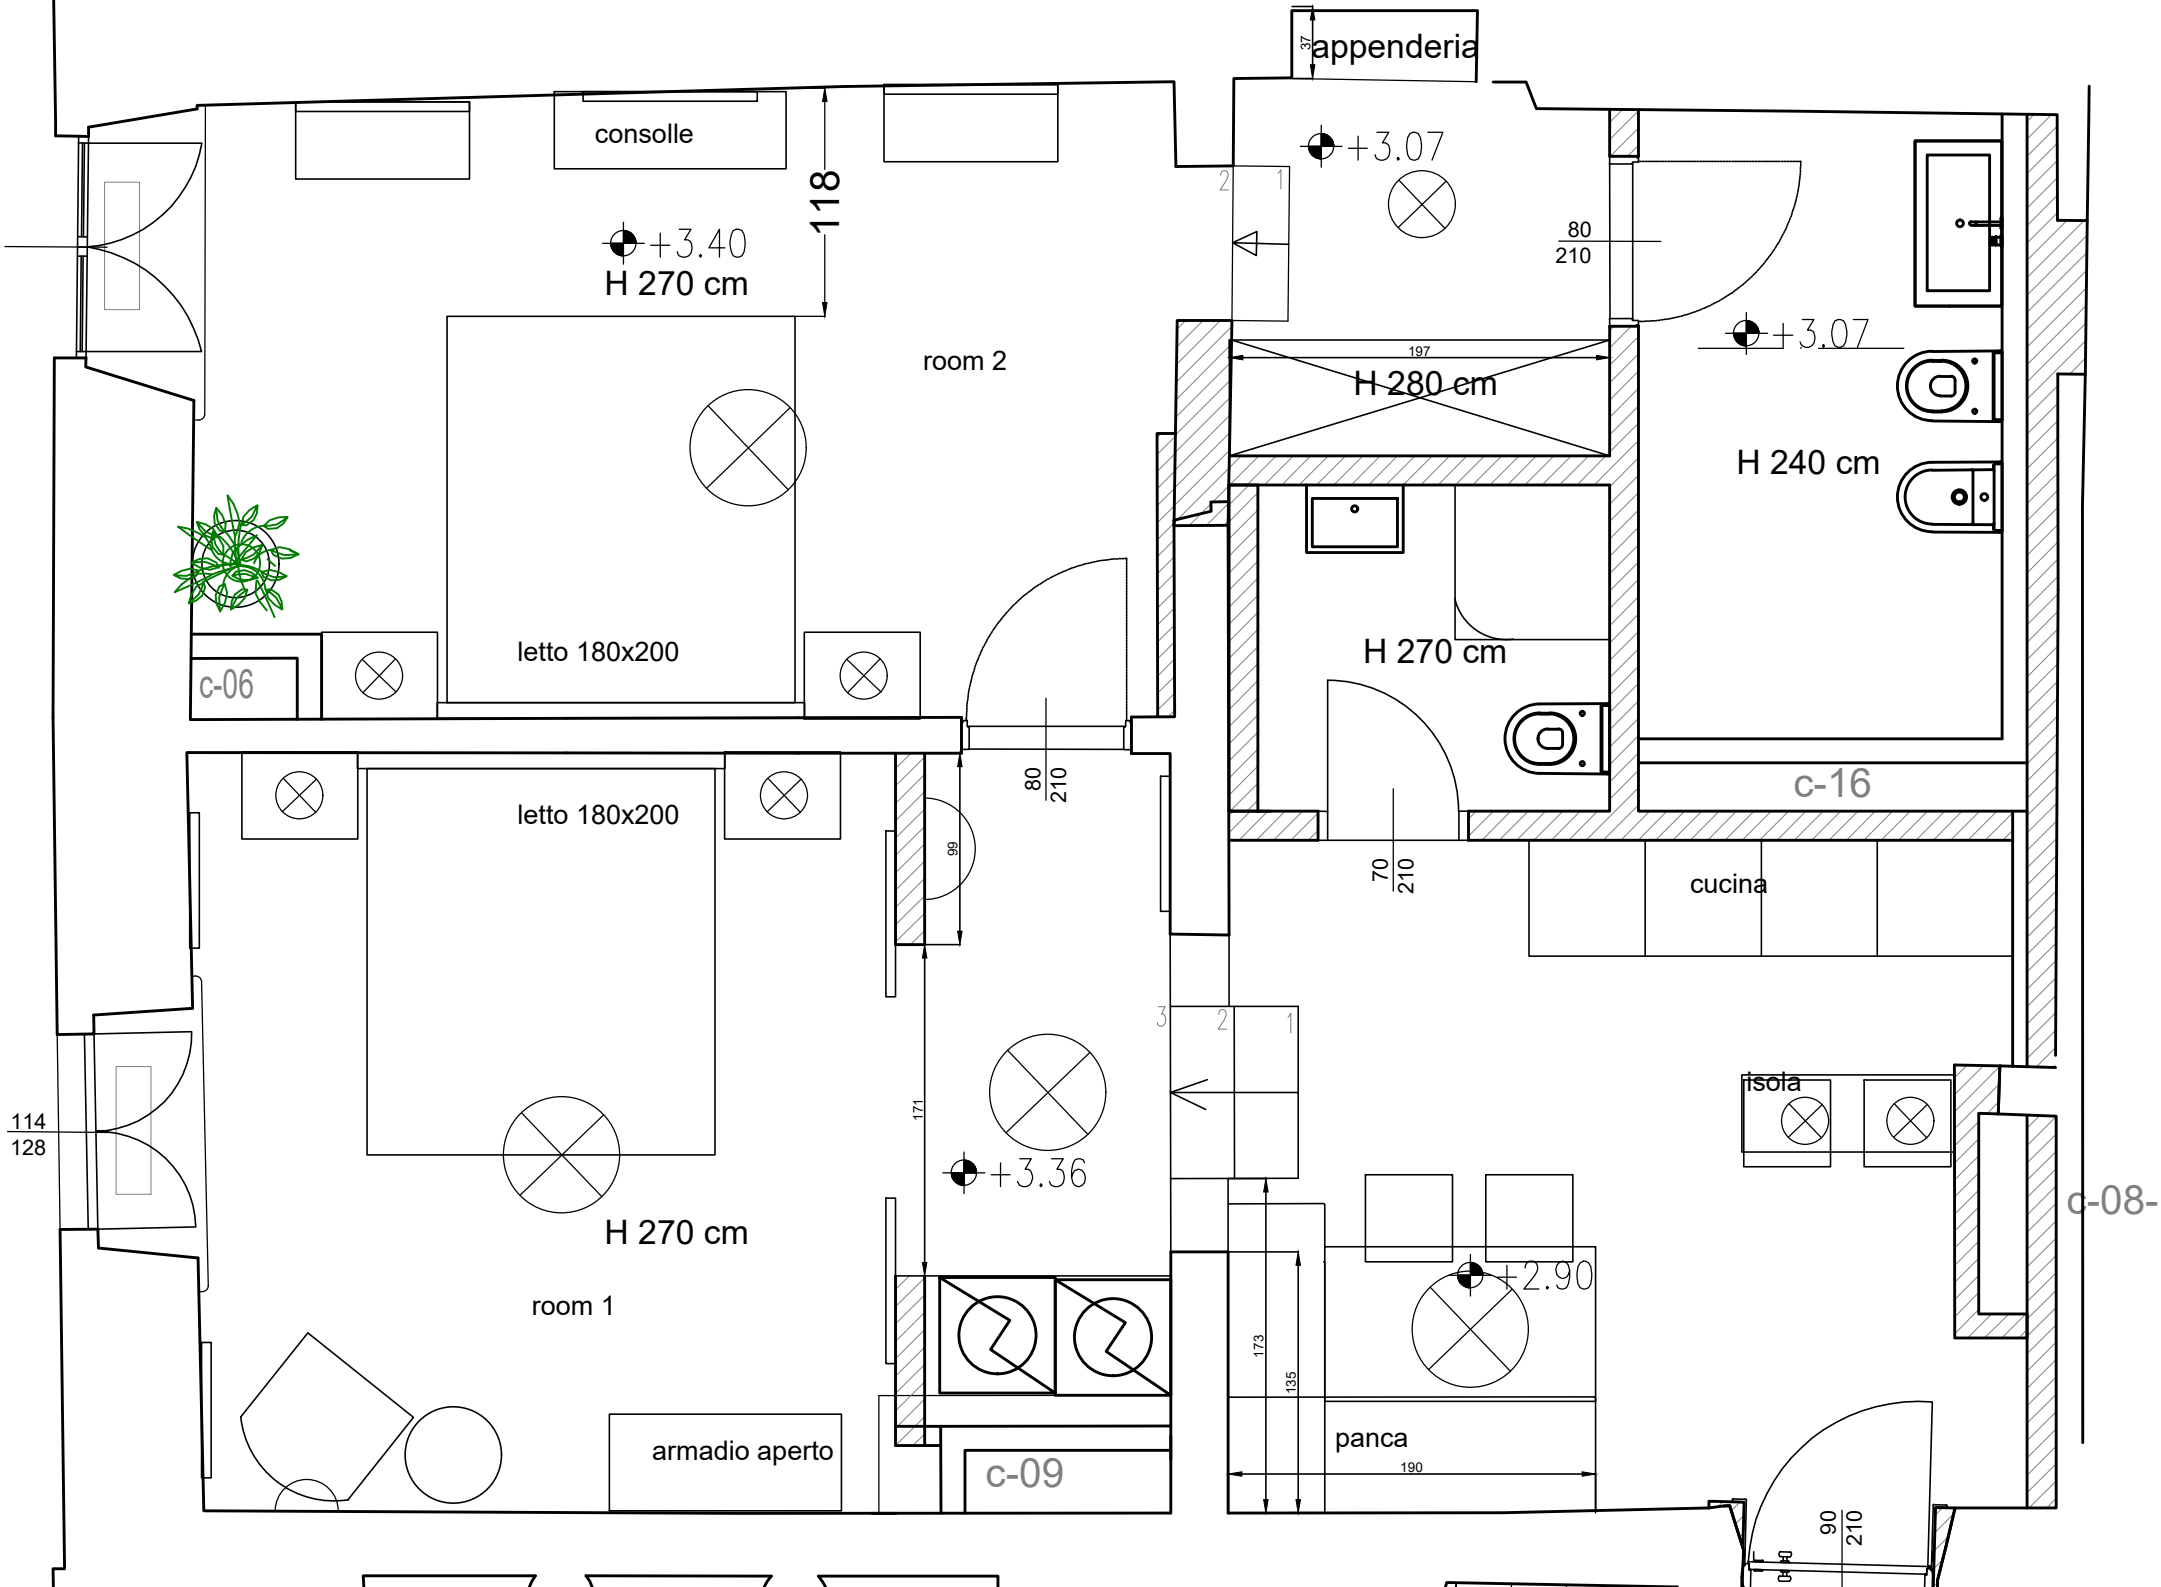 37
appenderia
consolle
+3.07
118
2
1
+3.40
80
210
H 270 cm
+3.07
197
room 2
H 280 cm
H 240 cm
letto 180x200
H 270 cm
c-06
80
210
c-16
letto 180x200
99
70
210
cucina
3
2
1
isola
114
128
171
+3.36
c-08-
H 270 cm
+2.90
room 1
173
135
armadio aperto
panca
c-09
190
90
210